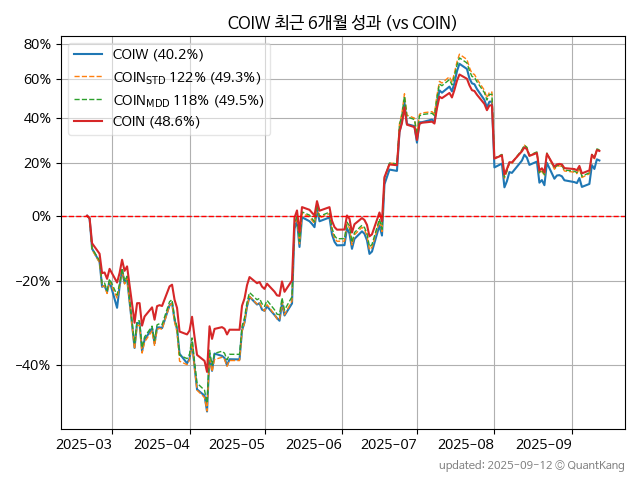 COIW 최근 6개월 성과 (vs COIN)
80%
60%
40%
20%
0%
−20%
−40%
COIW (40.2%)
COIN_STD 122% (49.3%)
COIN_MDD 118% (49.5%)
COIN (48.6%)
2025−03 2025−04 2025−05 2025−06 2025−07 2025−08 2025−09
updated: 2025-09-12 © QuantKang